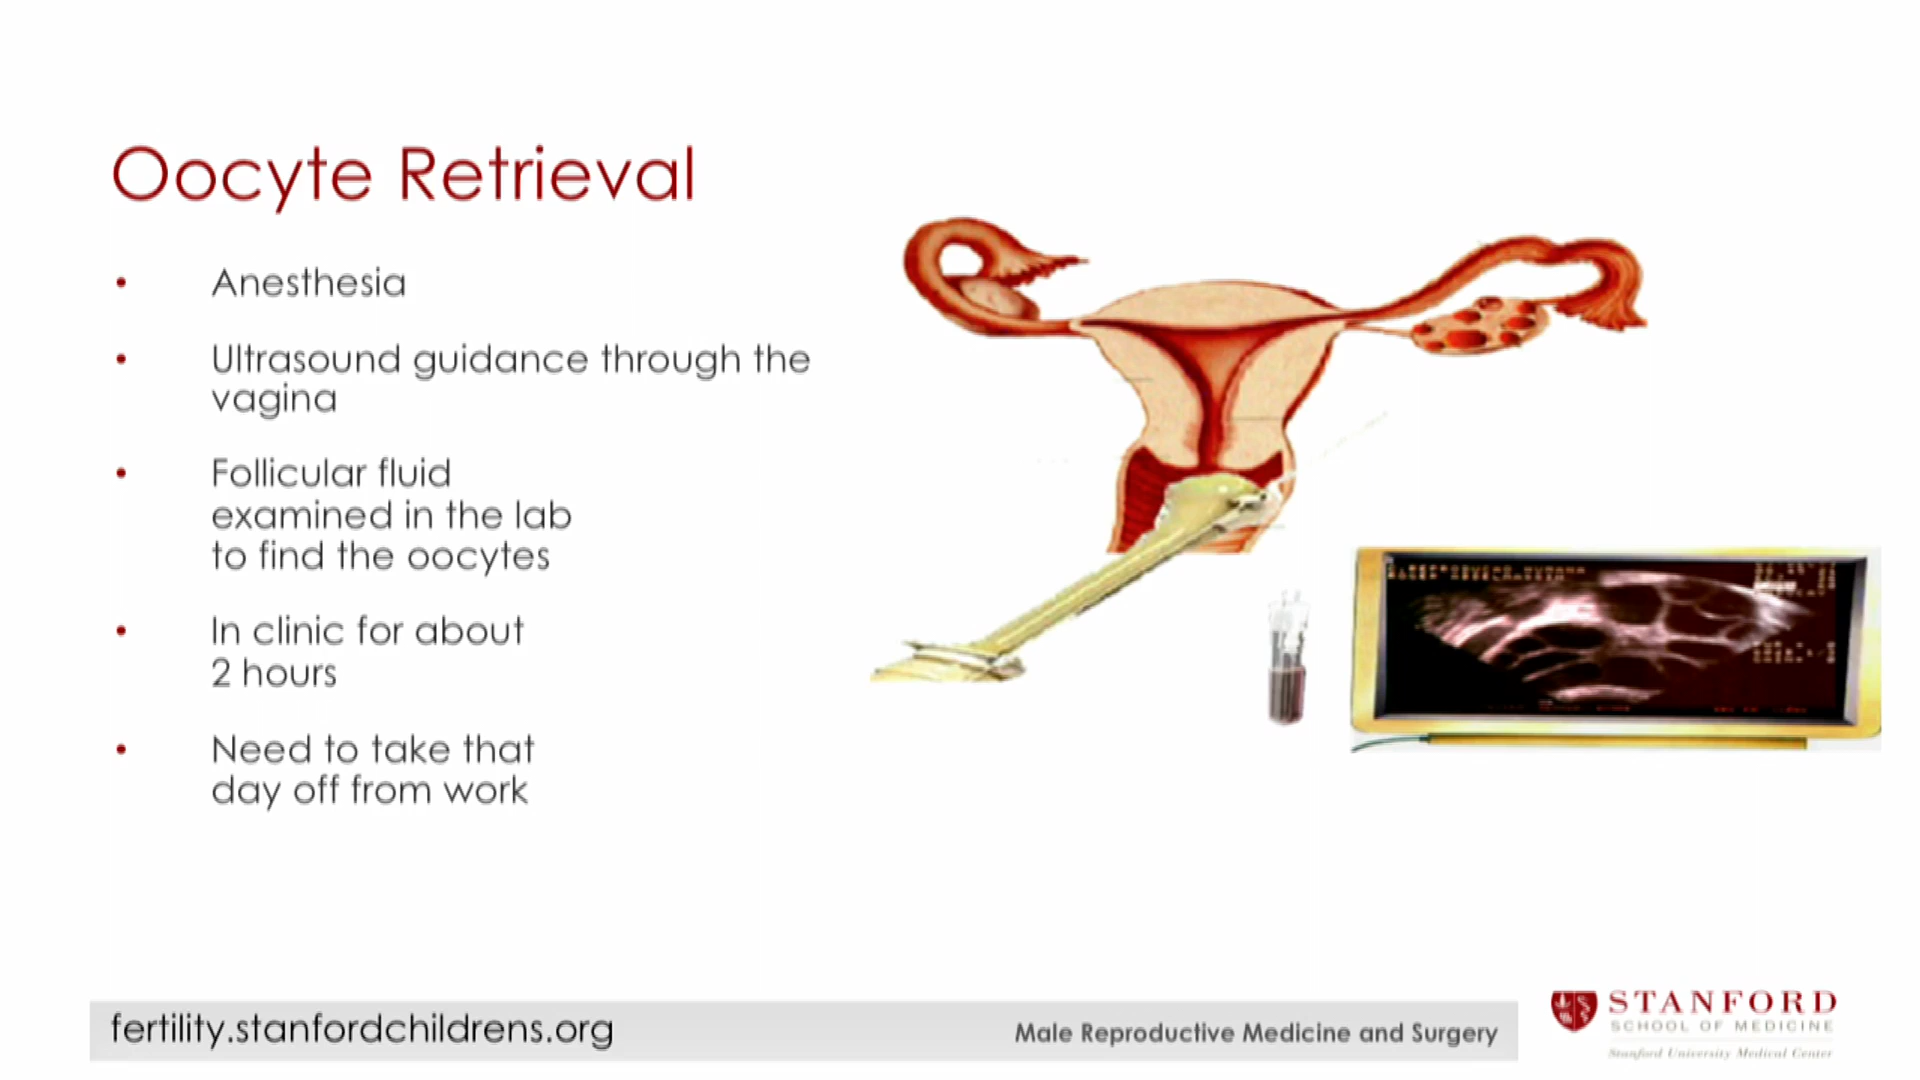 Oocyte Retrieval
• Anesthesia
• Ultrasound guidance through the
vagina
• Follicular fluid
examined in the lab
to find the oocytes
• In clinic for about
2 hours
• Need to take that
day off from work
fertility.stanfordchildrens.org
Male Reproductive Medicine and Surgery
STANFORD
SCHOOL OF MEDICINE
Stanford University Medical Center